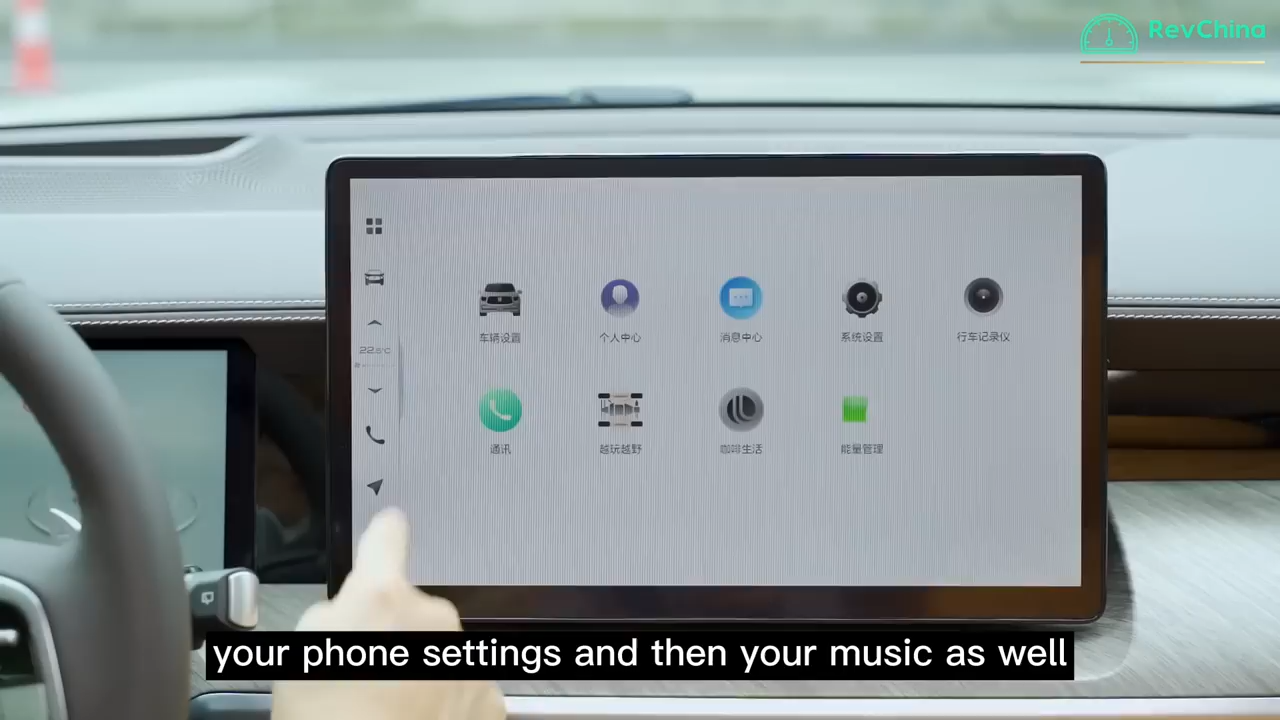 RevChina
车辆设置
个人中心
消息中心
系统设置
行车记录仪
22.5°C
通讯
越玩越野
咖啡生活
能量管理
your phone settings and then your music as well